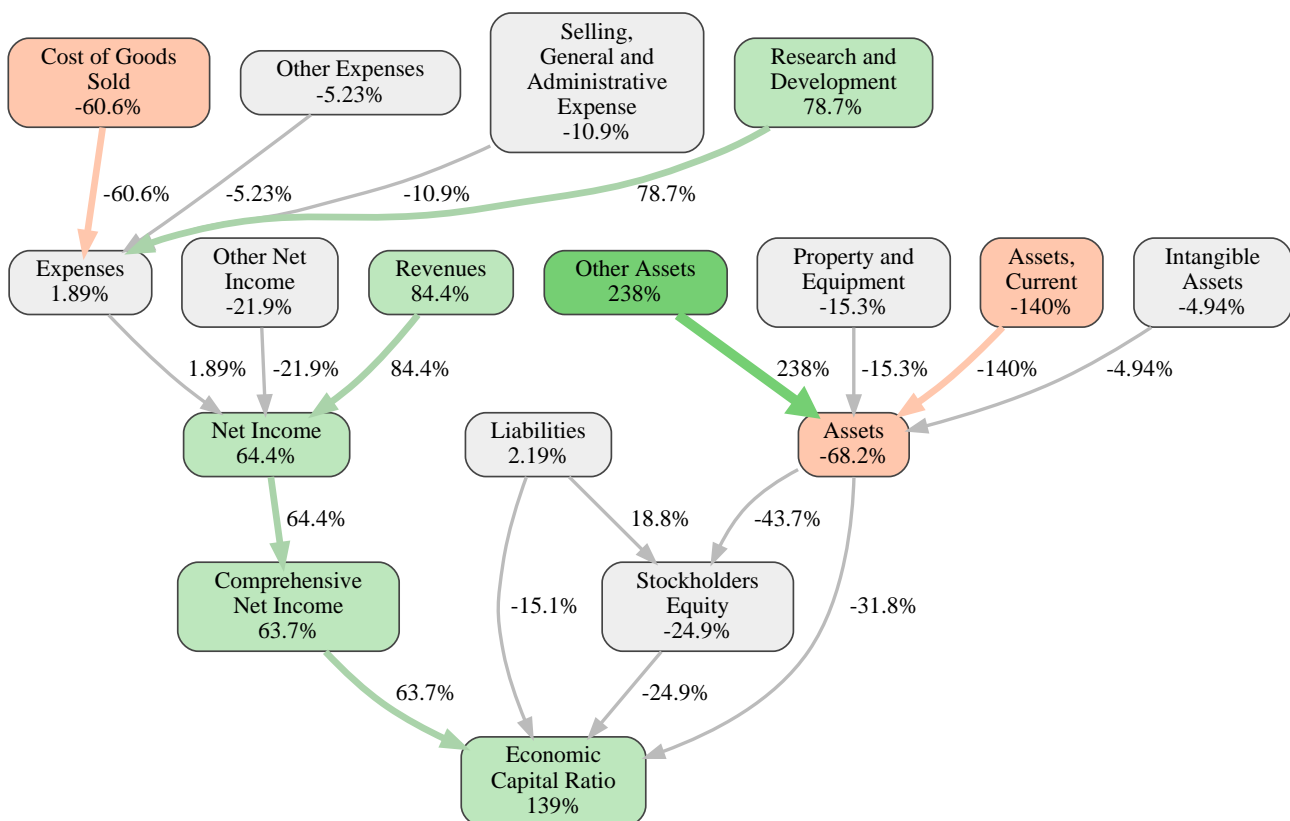 Cost of Goods
Sold
-60.6%
Other Expenses
-5.23%
Selling,
General and
Administrative
Expense
-10.9%
Research and
Development
78.7%
-60.6%
-5.23%
-10.9%
78.7%
Expenses
1.89%
Other Net
Income
-21.9%
Revenues
84.4%
Other Assets
238%
Property and
Equipment
-15.3%
Assets,
Current
-140%
Intangible
Assets
-4.94%
1.89%
-21.9%
84.4%
238%
-15.3%
-140%
-4.94%
Net Income
64.4%
Liabilities
2.19%
Assets
-68.2%
64.4%
18.8%
-43.7%
Comprehensive
Net Income
63.7%
-15.1%
Stockholders
Equity
-24.9%
-31.8%
63.7%
-24.9%
Economic
Capital Ratio
139%